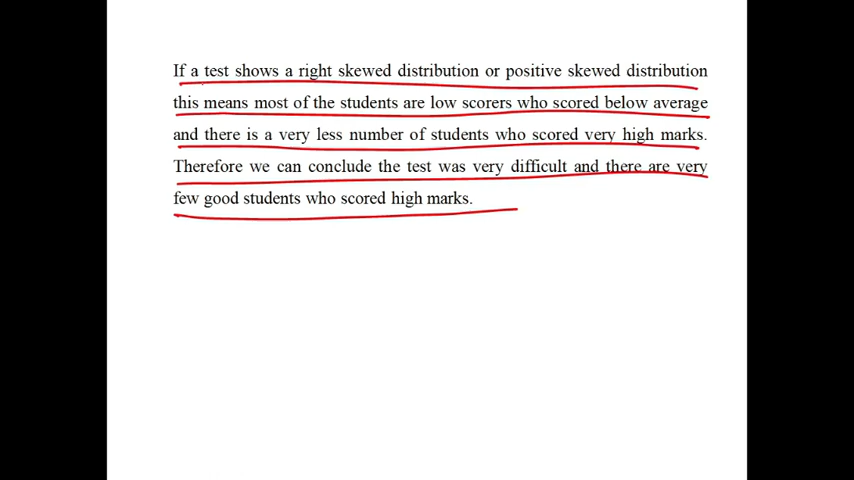 If a test shows a right skewed distribution or positive skewed distribution
this means most of the students are low scorers who scored below average
and there is a very less number of students who scored very high marks.
Therefore we can conclude the test was very difficult and there are very
few good students who scored high marks.